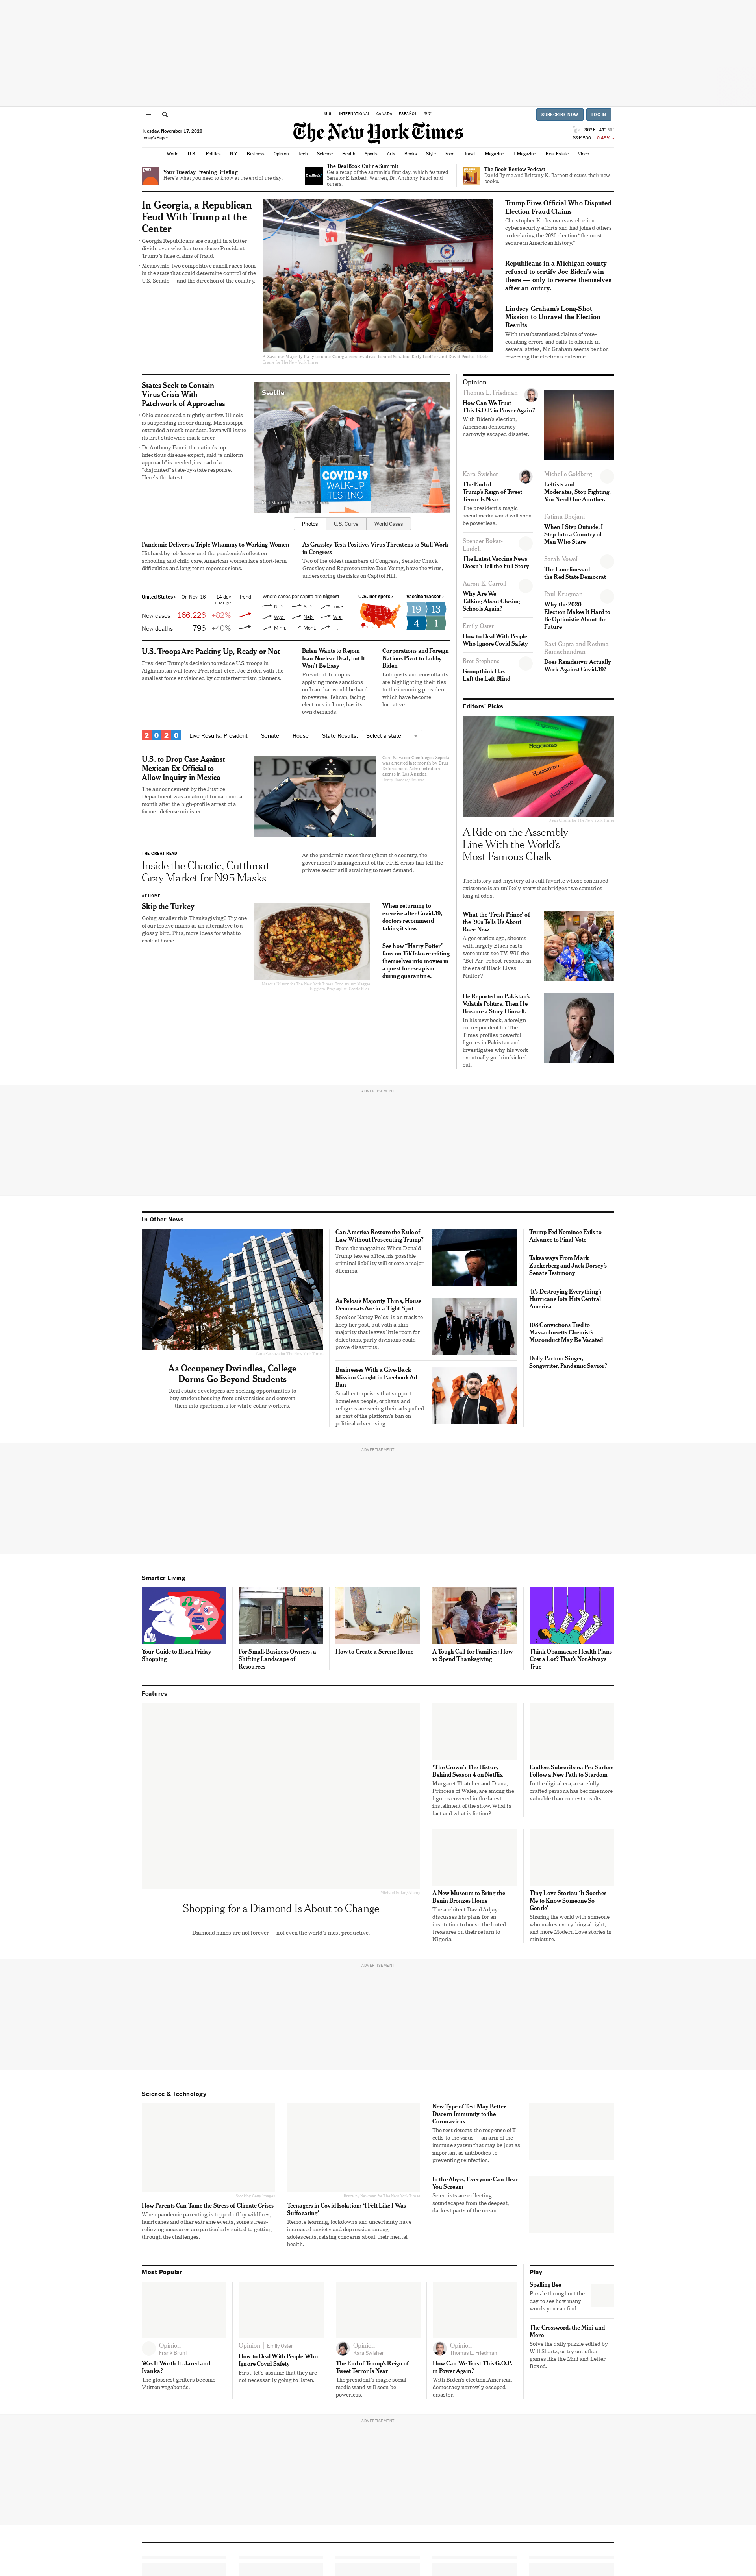 U.S.
INTERNATIONAL
CANADA
ESPAÑOL
中文
SUBSCRIBE NOW
LOG IN
Tuesday, November 17, 2020
Today's Paper
The New York Times
36°F
S&P 500
World
U.S.
Politics
N.Y.
Business
Opinion
Tech
Science
Health
Sports
Arts
Books
Style
Food
Travel
Magazine
T Magazine
Real Estate
Video
Your Tuesday Evening Briefing
Here's what you need to know at the end of the day.
The DealBook Online Summit
Get a recap of the summit's first day, which featured
Senator Elizabeth Warren, Dr. Anthony Fauci and
others.
The Book Review Podcast
David Byrne and Brittany K. Barnett discuss their new
books.
In Georgia, a Republican
Feud With Trump at the
Center
Georgia Republicans are caught in a bitter
divide over whether to endorse President
Trump's false claims of fraud.
Meanwhile, two competitive runoff races loom
in the state that could determine control of the
U.S. Senate — and the direction of the country.
Trump Fires Official Who Disputed
Election Fraud Claims
Christopher Krebs oversaw election
cybersecurity efforts and had joined others
in declaring the 2020 election "the most
secure in American history."
Republicans in a Michigan county
refused to certify Joe Biden's win
there — only to reverse themselves
after an outcry.
Lindsey Graham's Long-Shot
Mission to Unravel the Election
Results
With unsubstantiated claims of vote-
counting errors and calls to officials in
several states, Mr. Graham seems bent on
reversing the election's outcome.
States Seek to Contain
Virus Crisis With
Patchwork of Approaches
Ohio announced a nightly curfew. Illinois
is suspending indoor dining. Mississippi
extended a mask mandate. Iowa will issue
its first statewide mask order.
Dr. Anthony Fauci, the nation's top
infectious disease expert, said "a uniform
approach" is needed, instead of a
"disjointed" state-by-state response.
Here's the latest.
Seattle
COVID-19
WALK-UP
TESTING
Photos
U.S. Curve
World Cases
Pandemic Delivers a Triple Whammy to Working Women
Hit hard by job losses and the pandemic's effect on
schooling and child care, American women face short-term
difficulties and long-term repercussions.
As Grassley Tests Positive, Virus Threatens to Stall Work
in Congress
Two of the oldest members of Congress, Senator Chuck
Grassley and Representative Don Young, have the virus,
underscoring the risks on Capitol Hill.
United States ›
On Nov. 16
14-day
change
Trend
New cases
166,226
+82%
New deaths
796
+40%
Where cases per capita are highest
N.D.
S.D.
Iowa
Wyo.
Neb.
Wis.
Minn.
Mont.
Ill.
U.S. hot spots ›
Vaccine tracker ›
19
13
4
1
U.S. Troops Are Packing Up, Ready or Not
President Trump's decision to reduce U.S. troops in
Afghanistan will leave President-elect Joe Biden with the
smallest force envisioned by counterterrorism planners.
Biden Wants to Rejoin
Iran Nuclear Deal, but It
Won't Be Easy
President Trump is
applying more sanctions
on Iran that would be hard
to reverse. Tehran, facing
elections in June, has its
own demands.
Corporations and Foreign
Nations Pivot to Lobby
Biden
Lobbyists and consultants
are highlighting their ties
to the incoming president,
which have become
lucrative.
2020
Live Results: President
Senate
House
State Results:
Select a state
U.S. to Drop Case Against
Mexican Ex-Official to
Allow Inquiry in Mexico
The announcement by the Justice
Department was an abrupt turnaround a
month after the high-profile arrest of a
former defense minister.
Gen. Salvador Cienfuegos Zepeda
was arrested last month by Drug
Enforcement Administration
agents in Los Angeles.
THE GREAT READ
Inside the Chaotic, Cutthroat
Gray Market for N95 Masks
As the pandemic races throughout the country, the
government's management of the P.P.E. crisis has left the
private sector still straining to meet demand.
AT HOME
Skip the Turkey
Going smaller this Thanksgiving? Try one
of our festive mains as an alternative to a
glossy bird. Plus, more ideas for what to
cook at home.
When returning to
exercise after Covid-19,
doctors recommend
taking it slow.
See how "Harry Potter"
fans on TikTok are editing
themselves into movies in
a quest for escapism
during quarantine.
Opinion
Thomas L. Friedman
How Can We Trust
This G.O.P. in Power Again?
With Biden's election,
American democracy
narrowly escaped disaster.
Kara Swisher
The End of
Trump's Reign of Tweet
Terror Is Near
The president's magic
social media wand will soon
be powerless.
Spencer Bokat-
Lindell
The Latest Vaccine News
Doesn't Tell the Full Story
Aaron E. Carroll
Why Are We
Talking About Closing
Schools Again?
Emily Oster
How to Deal With People
Who Ignore Covid Safety
Bret Stephens
Groupthink Has
Left the Left Blind
Michelle Goldberg
Leftists and
Moderates, Stop Fighting.
You Need One Another.
Fatima Bhojani
When I Step Outside, I
Step Into a Country of
Men Who Stare
Sarah Vowell
The Loneliness of
the Red State Democrat
Paul Krugman
Why the 2020
Election Makes It Hard to
Be Optimistic About the
Future
Ravi Gupta and Reshma
Ramachandran
Does Remdesivir Actually
Work Against Covid-19?
Editors' Picks
Hagoromo
Hagoromo
Hagoromo
Hagoromo
A Ride on the Assembly
Line With the World's
Most Famous Chalk
The history and mystery of a cult favorite whose continued
existence is an unlikely story that bridges two countries
long at odds.
What the 'Fresh Prince' of
the '90s Tells Us About
Race Now
A generation ago, sitcoms
with largely Black casts
were must-see TV. Will the
"Bel-Air" reboot resonate in
the era of Black Lives
Matter?
He Reported on Pakistan's
Volatile Politics. Then He
Became a Story Himself.
In his new book, a foreign
correspondent for The
Times profiles powerful
figures in Pakistan and
investigates why his work
eventually got him kicked
out.
ADVERTISEMENT
In Other News
As Occupancy Dwindles, College
Dorms Go Beyond Students
Real estate developers are seeking opportunities to
buy student housing from universities and convert
them into apartments for white-collar workers.
Can America Restore the Rule of
Law Without Prosecuting Trump?
From the magazine: When Donald
Trump leaves office, his possible
criminal liability will create a major
dilemma.
As Pelosi's Majority Thins, House
Democrats Are in a Tight Spot
Speaker Nancy Pelosi is on track to
keep her post, but with a slim
majority that leaves little room for
defections, party divisions could
prove disastrous.
Businesses With a Give-Back
Mission Caught in Facebook Ad
Ban
Small enterprises that support
homeless people, orphans and
refugees are seeing their ads pulled
as part of the platform's ban on
political advertising.
Trump Fed Nominee Fails to
Advance to Final Vote
Takeaways From Mark
Zuckerberg and Jack Dorsey's
Senate Testimony
'It's Destroying Everything':
Hurricane Iota Hits Central
America
108 Convictions Tied to
Massachusetts Chemist's
Misconduct May Be Vacated
Dolly Parton: Singer,
Songwriter, Pandemic Savior?
ADVERTISEMENT
Smarter Living
Your Guide to Black Friday
Shopping
For Small-Business Owners, a
Shifting Landscape of
Resources
How to Create a Serene Home
A Tough Call for Families: How
to Spend Thanksgiving
Think Obamacare Health Plans
Cost a Lot? That's Not Always
True
Features
Shopping for a Diamond Is About to Change
Diamond mines are not forever — not even the world's most productive.
'The Crown': The History
Behind Season 4 on Netflix
Margaret Thatcher and Diana,
Princess of Wales, are among the
figures covered in the latest
installment of the show. What is
fact and what is fiction?
Endless Subscribers: Pro Surfers
Follow a New Path to Stardom
In the digital era, a carefully
crafted persona has become more
valuable than contest results.
A New Museum to Bring the
Benin Bronzes Home
The architect David Adjaye
discusses his plans for an
institution to house the looted
treasures on their return to
Nigeria.
Tiny Love Stories: 'It Soothes
Me to Know Someone So
Gentle'
Sharing the world with someone
who makes everything alright,
and more Modern Love stories in
miniature.
ADVERTISEMENT
Science & Technology
How Parents Can Tame the Stress of Climate Crises
When pandemic parenting is topped off by wildfires,
hurricanes and other extreme events, some stress-
relieving measures are particularly suited to getting
through the challenges.
Teenagers in Covid Isolation: 'I Felt Like I Was
Suffocating'
Remote learning, lockdowns and uncertainty have
increased anxiety and depression among
adolescents, raising concerns about their mental
health.
New Type of Test May Better
Discern Immunity to the
Coronavirus
The test detects the response of T
cells to the virus — an arm of the
immune system that may be just as
important as antibodies to
preventing reinfection.
In the Abyss, Everyone Can Hear
You Scream
Scientists are collecting
soundscapes from the deepest,
darkest parts of the ocean.
Most Popular
Opinion
Frank Bruni
Was It Worth It, Jared and
Ivanka?
The glossiest grifters become
Vuitton vagabonds.
Opinion | Emily Oster
How to Deal With People Who
Ignore Covid Safety
First, let's assume that they are
not necessarily going to listen.
Opinion
Kara Swisher
The End of Trump's Reign of
Tweet Terror Is Near
The president's magic social
media wand will soon be
powerless.
Opinion
Thomas L. Friedman
How Can We Trust This G.O.P.
in Power Again?
With Biden's election, American
democracy narrowly escaped
disaster.
Play
Spelling Bee
Puzzle throughout the
day to see how many
words you can find.
The Crossword, the Mini and
More
Solve the daily puzzle edited by
Will Shortz, or try out other
games like the Mini and Letter
Boxed.
ADVERTISEMENT